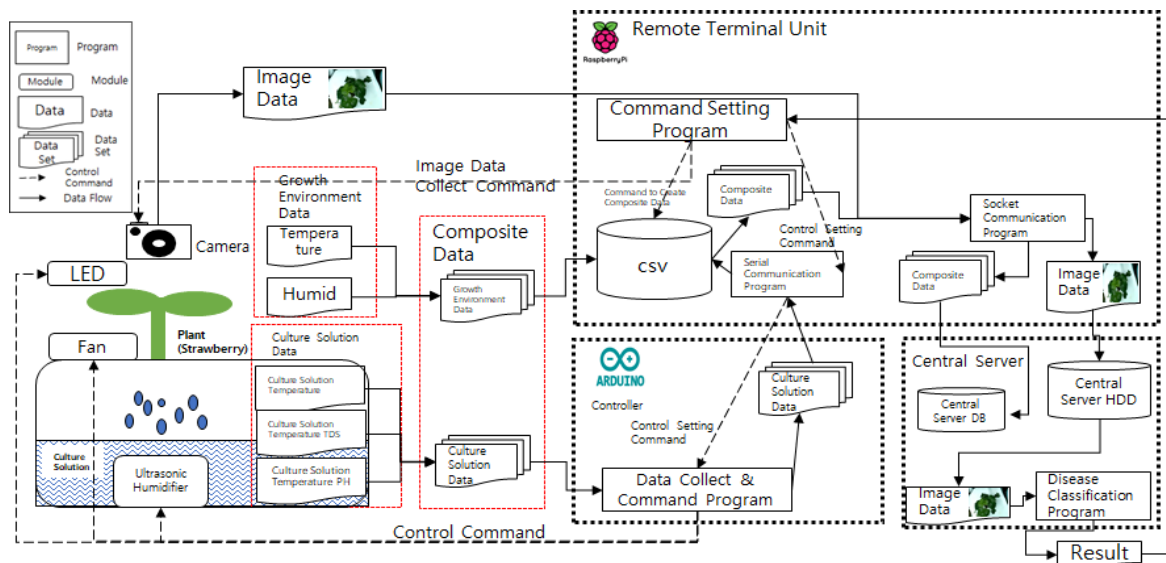 Program
Program
Module
Module
Data
Data
Data
Set
Data
Set
Control
Command
Data Flow
Image
Data
Remote Terminal Unit
RaspberryPi
Command Setting
Program
Image Data
Collect Command
Growth
Environment
Data
Tempera
ture
Humid
Camera
LED
Fan
Plant
(Strawberry)
Composite
Data
Growth
Environment
Data
Command to Create
Composite Data
Composite
Data
csv
Control Setting
Command
Serial
Communication
Program
Socket
Communication
Program
Composite
Data
Image
Data
Culture Solution
Data
Culture Solution
Temperature
Culture Solution
Temperature TDS
Culture Solution
Temperature PH
Culture
Solution
Ultrasonic
Humidifier
Culture
Solution
Data
ARDUINO
Controller
Control Setting
Command
Culture
Solution
Data
Data Collect &
Command Program
Control Command
Central Server
Central
Server DB
Central
Server HDD
Image
Data
Disease
Classification
Program
Result